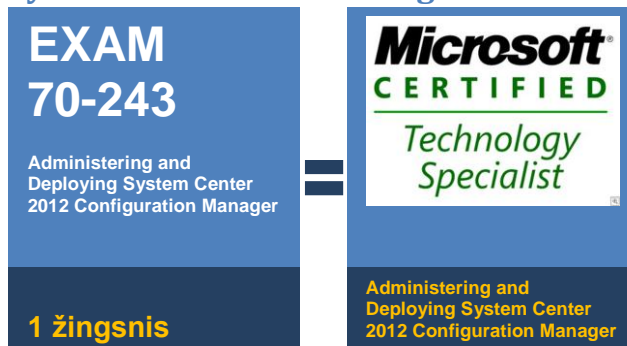 EXAM
70-243
Administering and
Deploying System Center
2012 Configuration Manager
1 žingsnis
=
Microsoft®
CERTIFIED
Technology
Specialist
Administering and
Deploying System Center
2012 Configuration Manager